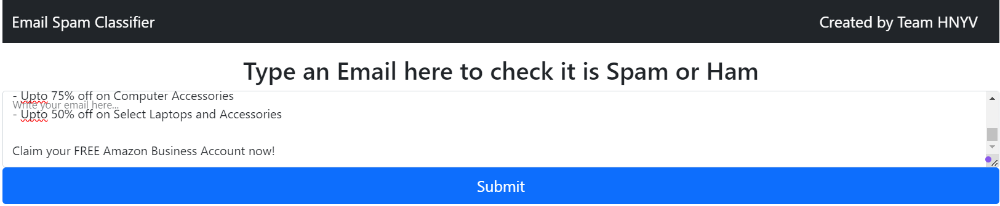 Email Spam Classifier
Created by Team HNYV
Type an Email here to check it is Spam or Ham
- Upto 75% off on Computer Accessories
Write your email here...
- Upto 50% off on Select Laptops and Accessories
Claim your FREE Amazon Business Account now!
Submit